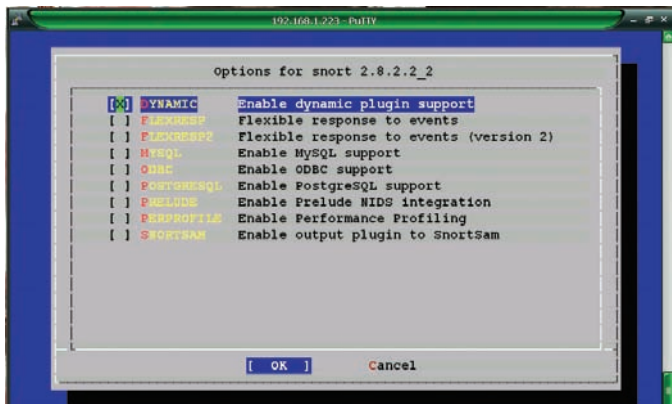 192.168.1.223 - PuTTY
Options for snort 2.8.2.2_2
[X] DYNAMIC Enable dynamic plugin support
[ ] FLEXRESP Flexible response to events
[ ] FLEXRESP2 Flexible response to events (version 2)
[ ] MYSQL Enable MySQL support
[ ] ODBC Enable ODBC support
[ ] POSTGRESQL Enable PostgreSQL support
[ ] PRELUDE Enable Prelude NIDS integration
[ ] PERPROFILE Enable Performance Profiling
[ ] SNORTSAM Enable output plugin to SnortSam
[ OK ] Cancel